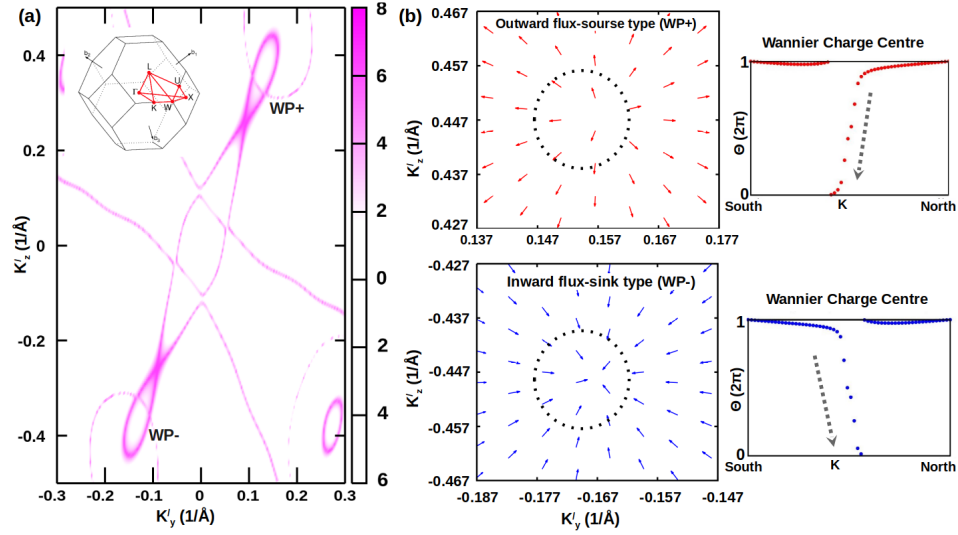 (a)
0.4
0.2
0
-0.2
-0.4
-0.3
-0.2
-0.1
0
0.1
0.2
0.3
K′z (1/Å)
K′y (1/Å)
WP+
WP-
L
U
Γ
X
K
W
b₁
b₂
b₃
8
6
4
2
0
2
4
6
(b)
Outward flux-sourse type (WP+)
0.467
0.457
0.447
0.437
0.427
0.137
0.147
0.157
0.167
0.177
K′z (1/Å)
Wannier Charge Centre
1
0
Θ (2π)
South
K
North
Inward flux-sink type (WP-)
-0.427
-0.437
-0.447
-0.457
-0.467
-0.187
-0.177
-0.167
-0.157
-0.147
K′z (1/Å)
K′y (1/Å)
Wannier Charge Centre
1
0
Θ (2π)
South
K
North